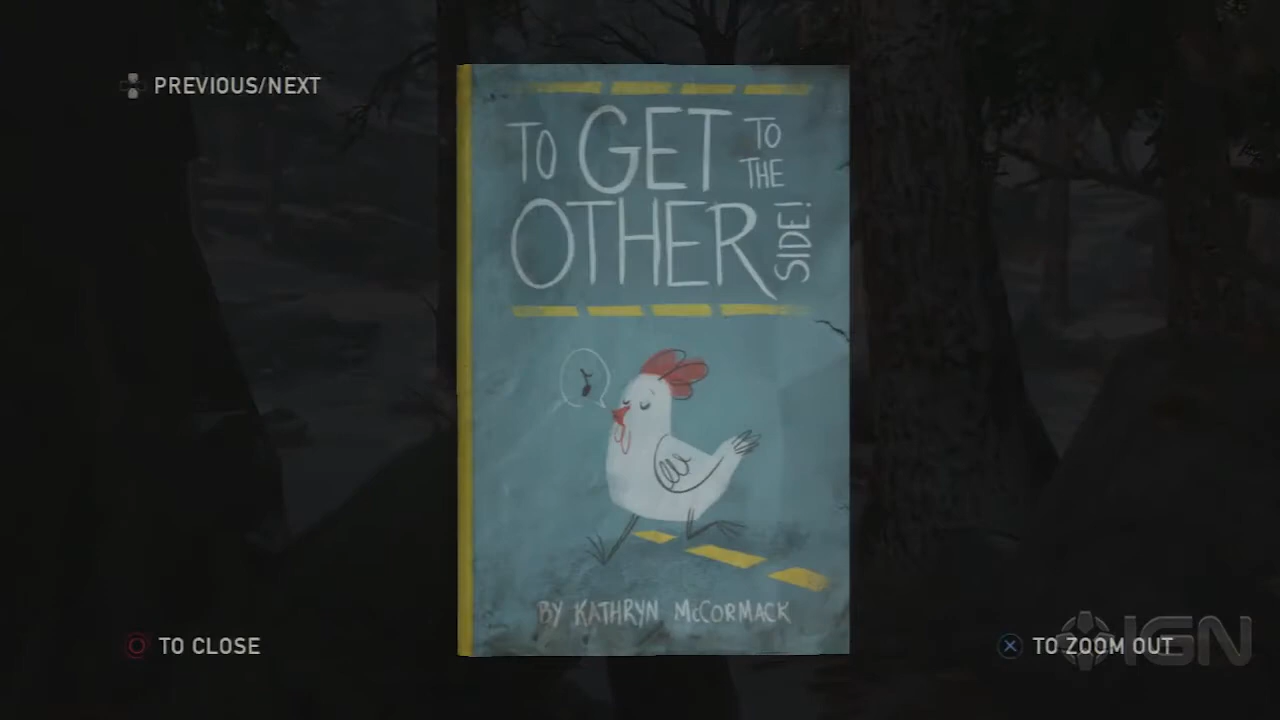 PREVIOUS/NEXT
TO GET TO THE
OTHER SIDE!
BY KATHRYN McCORMACK
TO CLOSE
TO ZOOM OUT
IGN